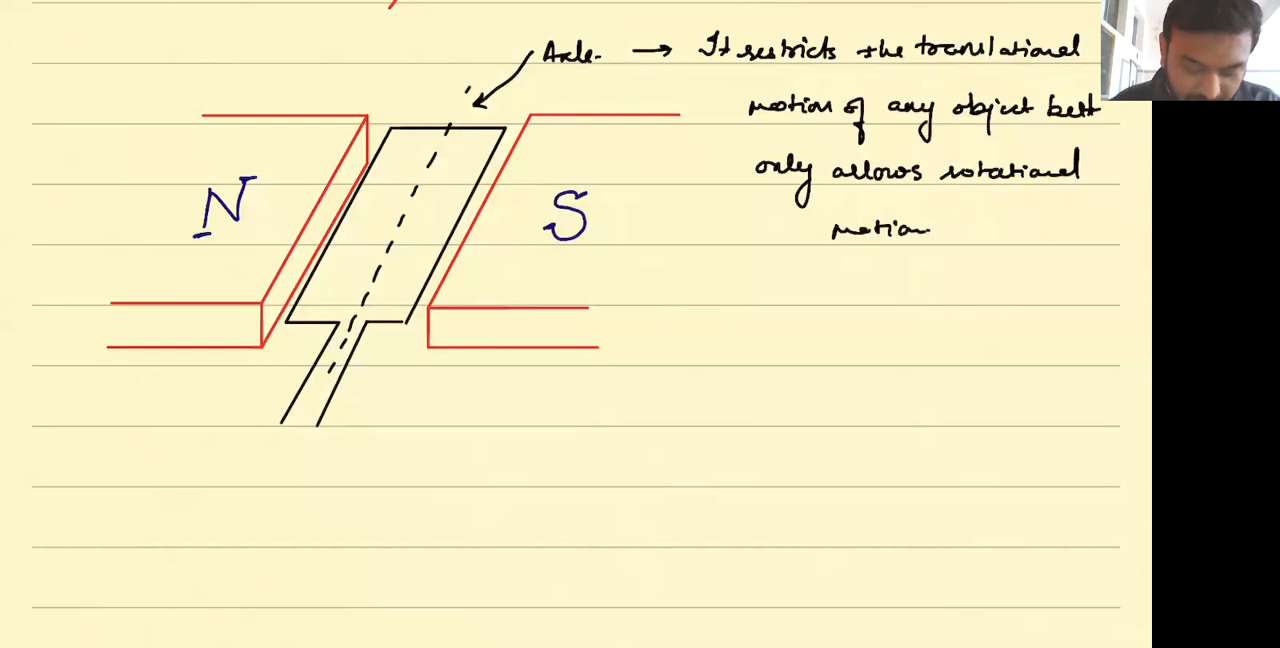 Axle. → It restricts the translational
motion of any object but
only allows rotational
motion
N
S